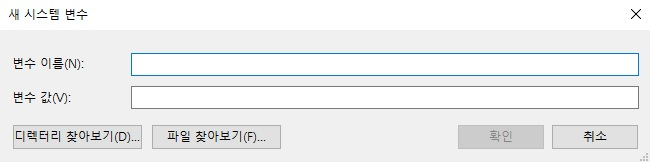 새 시스템 변수
변수 이름(N):
변수 값(V):
디렉터리 찾아보기(D)... 파일 찾아보기(F)... 확인 취소